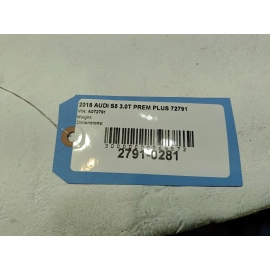 2018 AUDI S5 3.0T PREM PLUS 72791
VIN: A072791
Weight:
Dimensions:
2791-0281